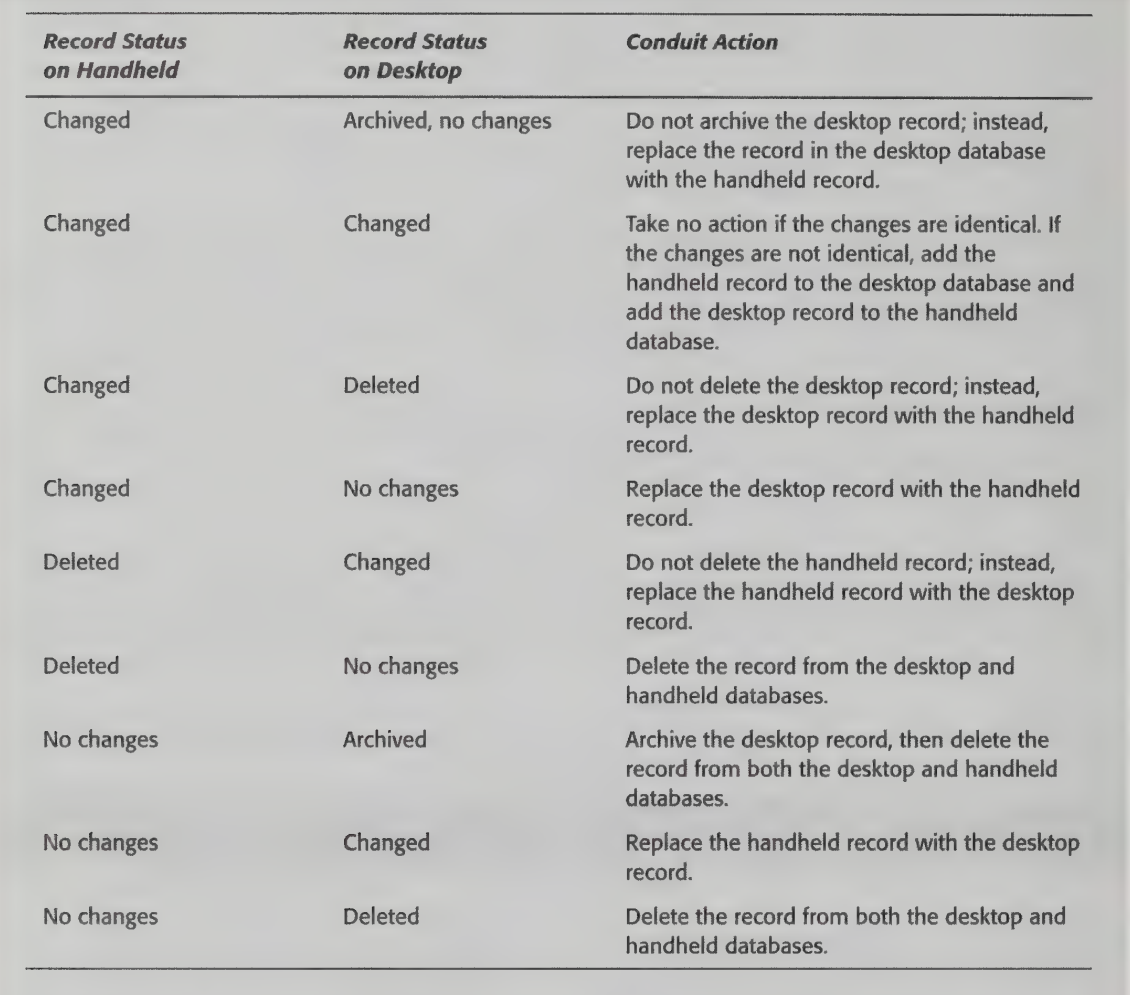 Record Status on Handheld
Record Status on Desktop
Conduit Action
Changed
Archived, no changes
Do not archive the desktop record; instead,
replace the record in the desktop database
with the handheld record.
Changed
Changed
Take no action if the changes are identical. If
the changes are not identical, add the
handheld record to the desktop database and
add the desktop record to the handheld
database.
Changed
Deleted
Do not delete the desktop record; instead,
replace the desktop record with the handheld
record.
Changed
No changes
Replace the desktop record with the handheld
record.
Deleted
Changed
Do not delete the handheld record; instead,
replace the handheld record with the desktop
record.
Deleted
No changes
Delete the record from the desktop and
handheld databases.
No changes
Archived
Archive the desktop record, then delete the
record from both the desktop and handheld
databases.
No changes
Changed
Replace the handheld record with the desktop
record.
No changes
Deleted
Delete the record from both the desktop and
handheld databases.